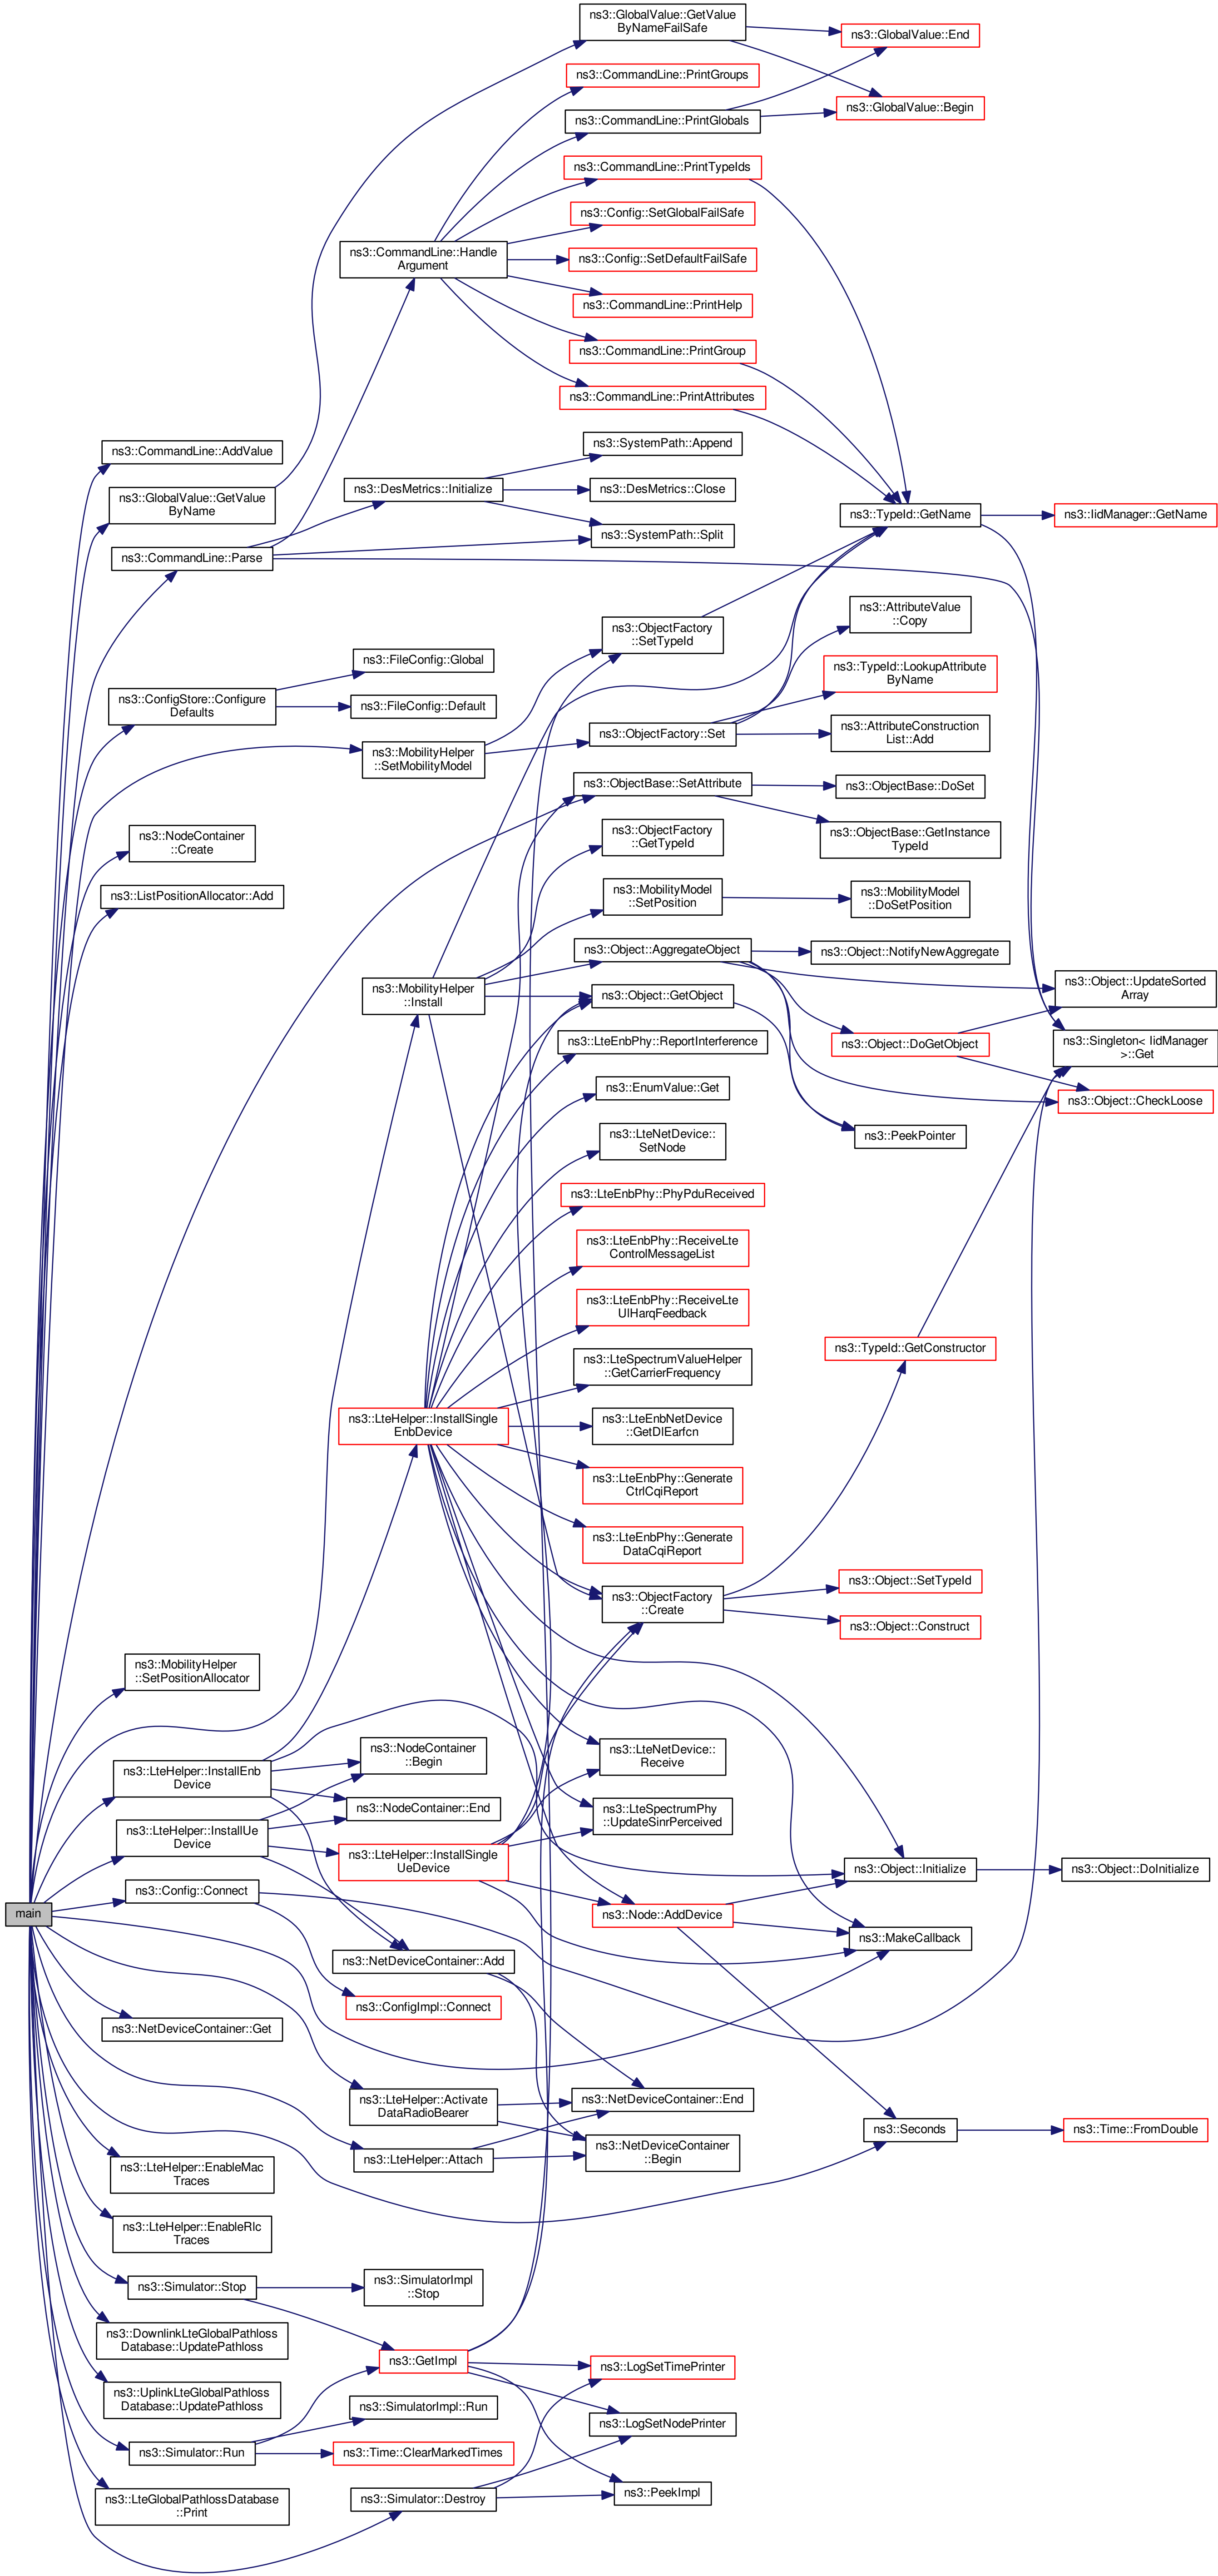 ns3::GlobalValue::GetValue
ByNameFailSafe
ns3::GlobalValue::End
ns3::CommandLine::PrintGroups
ns3::GlobalValue::Begin
ns3::CommandLine::PrintGlobals
ns3::CommandLine::PrintTypeIds
ns3::Config::SetGlobalFailSafe
ns3::CommandLine::Handle
Argument
ns3::Config::SetDefaultFailSafe
ns3::CommandLine::PrintHelp
ns3::CommandLine::PrintGroup
ns3::CommandLine::PrintAttributes
ns3::CommandLine::AddValue
ns3::SystemPath::Append
ns3::GlobalValue::GetValue
ByName
ns3::DesMetrics::Initialize
ns3::DesMetrics::Close
ns3::TypeId::GetName
ns3::IidManager::GetName
ns3::SystemPath::Split
ns3::CommandLine::Parse
ns3::AttributeValue
::Copy
ns3::ObjectFactory
::SetTypeId
ns3::FileConfig::Global
ns3::TypeId::LookupAttribute
ByName
ns3::ConfigStore::Configure
Defaults
ns3::FileConfig::Default
ns3::ObjectFactory::Set
ns3::AttributeConstruction
List::Add
ns3::MobilityHelper
::SetMobilityModel
ns3::ObjectBase::SetAttribute
ns3::ObjectBase::DoSet
ns3::NodeContainer
::Create
ns3::ObjectFactory
::GetTypeId
ns3::ObjectBase::GetInstance
TypeId
ns3::ListPositionAllocator::Add
ns3::MobilityModel
::SetPosition
ns3::MobilityModel
::DoSetPosition
ns3::Object::AggregateObject
ns3::Object::NotifyNewAggregate
ns3::MobilityHelper
::Install
ns3::Object::GetObject
ns3::Object::UpdateSorted
Array
ns3::LteEnbPhy::ReportInterference
ns3::Object::DoGetObject
ns3::Singleton< IidManager
>::Get
ns3::EnumValue::Get
ns3::Object::CheckLoose
ns3::LteNetDevice::
SetNode
ns3::PeekPointer
ns3::LteEnbPhy::PhyPduReceived
ns3::LteEnbPhy::ReceiveLte
ControlMessageList
ns3::LteEnbPhy::ReceiveLte
UlHarqFeedback
ns3::TypeId::GetConstructor
ns3::LteSpectrumValueHelper
::GetCarrierFrequency
ns3::LteHelper::InstallSingle
EnbDevice
ns3::LteEnbNetDevice
::GetDlEarfcn
ns3::LteEnbPhy::Generate
CtrlCqiReport
ns3::LteEnbPhy::Generate
DataCqiReport
ns3::ObjectFactory
::Create
ns3::Object::SetTypeId
ns3::Object::Construct
ns3::MobilityHelper
::SetPositionAllocator
ns3::NodeContainer
::Begin
ns3::LteNetDevice::
Receive
ns3::LteHelper::InstallEnb
Device
ns3::NodeContainer::End
ns3::LteSpectrumPhy
::UpdateSinrPerceived
ns3::LteHelper::InstallUe
Device
ns3::LteHelper::InstallSingle
UeDevice
ns3::Object::Initialize
ns3::Object::DoInitialize
ns3::Config::Connect
main
ns3::Node::AddDevice
ns3::MakeCallback
ns3::NetDeviceContainer::Add
ns3::ConfigImpl::Connect
ns3::NetDeviceContainer::Get
ns3::LteHelper::Activate
DataRadioBearer
ns3::NetDeviceContainer::End
ns3::Seconds
ns3::Time::FromDouble
ns3::NetDeviceContainer
::Begin
ns3::LteHelper::Attach
ns3::LteHelper::EnableMac
Traces
ns3::LteHelper::EnableRlc
Traces
ns3::Simulator::Stop
ns3::SimulatorImpl
::Stop
ns3::DownlinkLteGlobalPathloss
Database::UpdatePathloss
ns3::GetImpl
ns3::LogSetTimePrinter
ns3::UplinkLteGlobalPathloss
Database::UpdatePathloss
ns3::SimulatorImpl::Run
ns3::LogSetNodePrinter
ns3::Simulator::Run
ns3::Time::ClearMarkedTimes
ns3::PeekImpl
ns3::LteGlobalPathlossDatabase
::Print
ns3::Simulator::Destroy